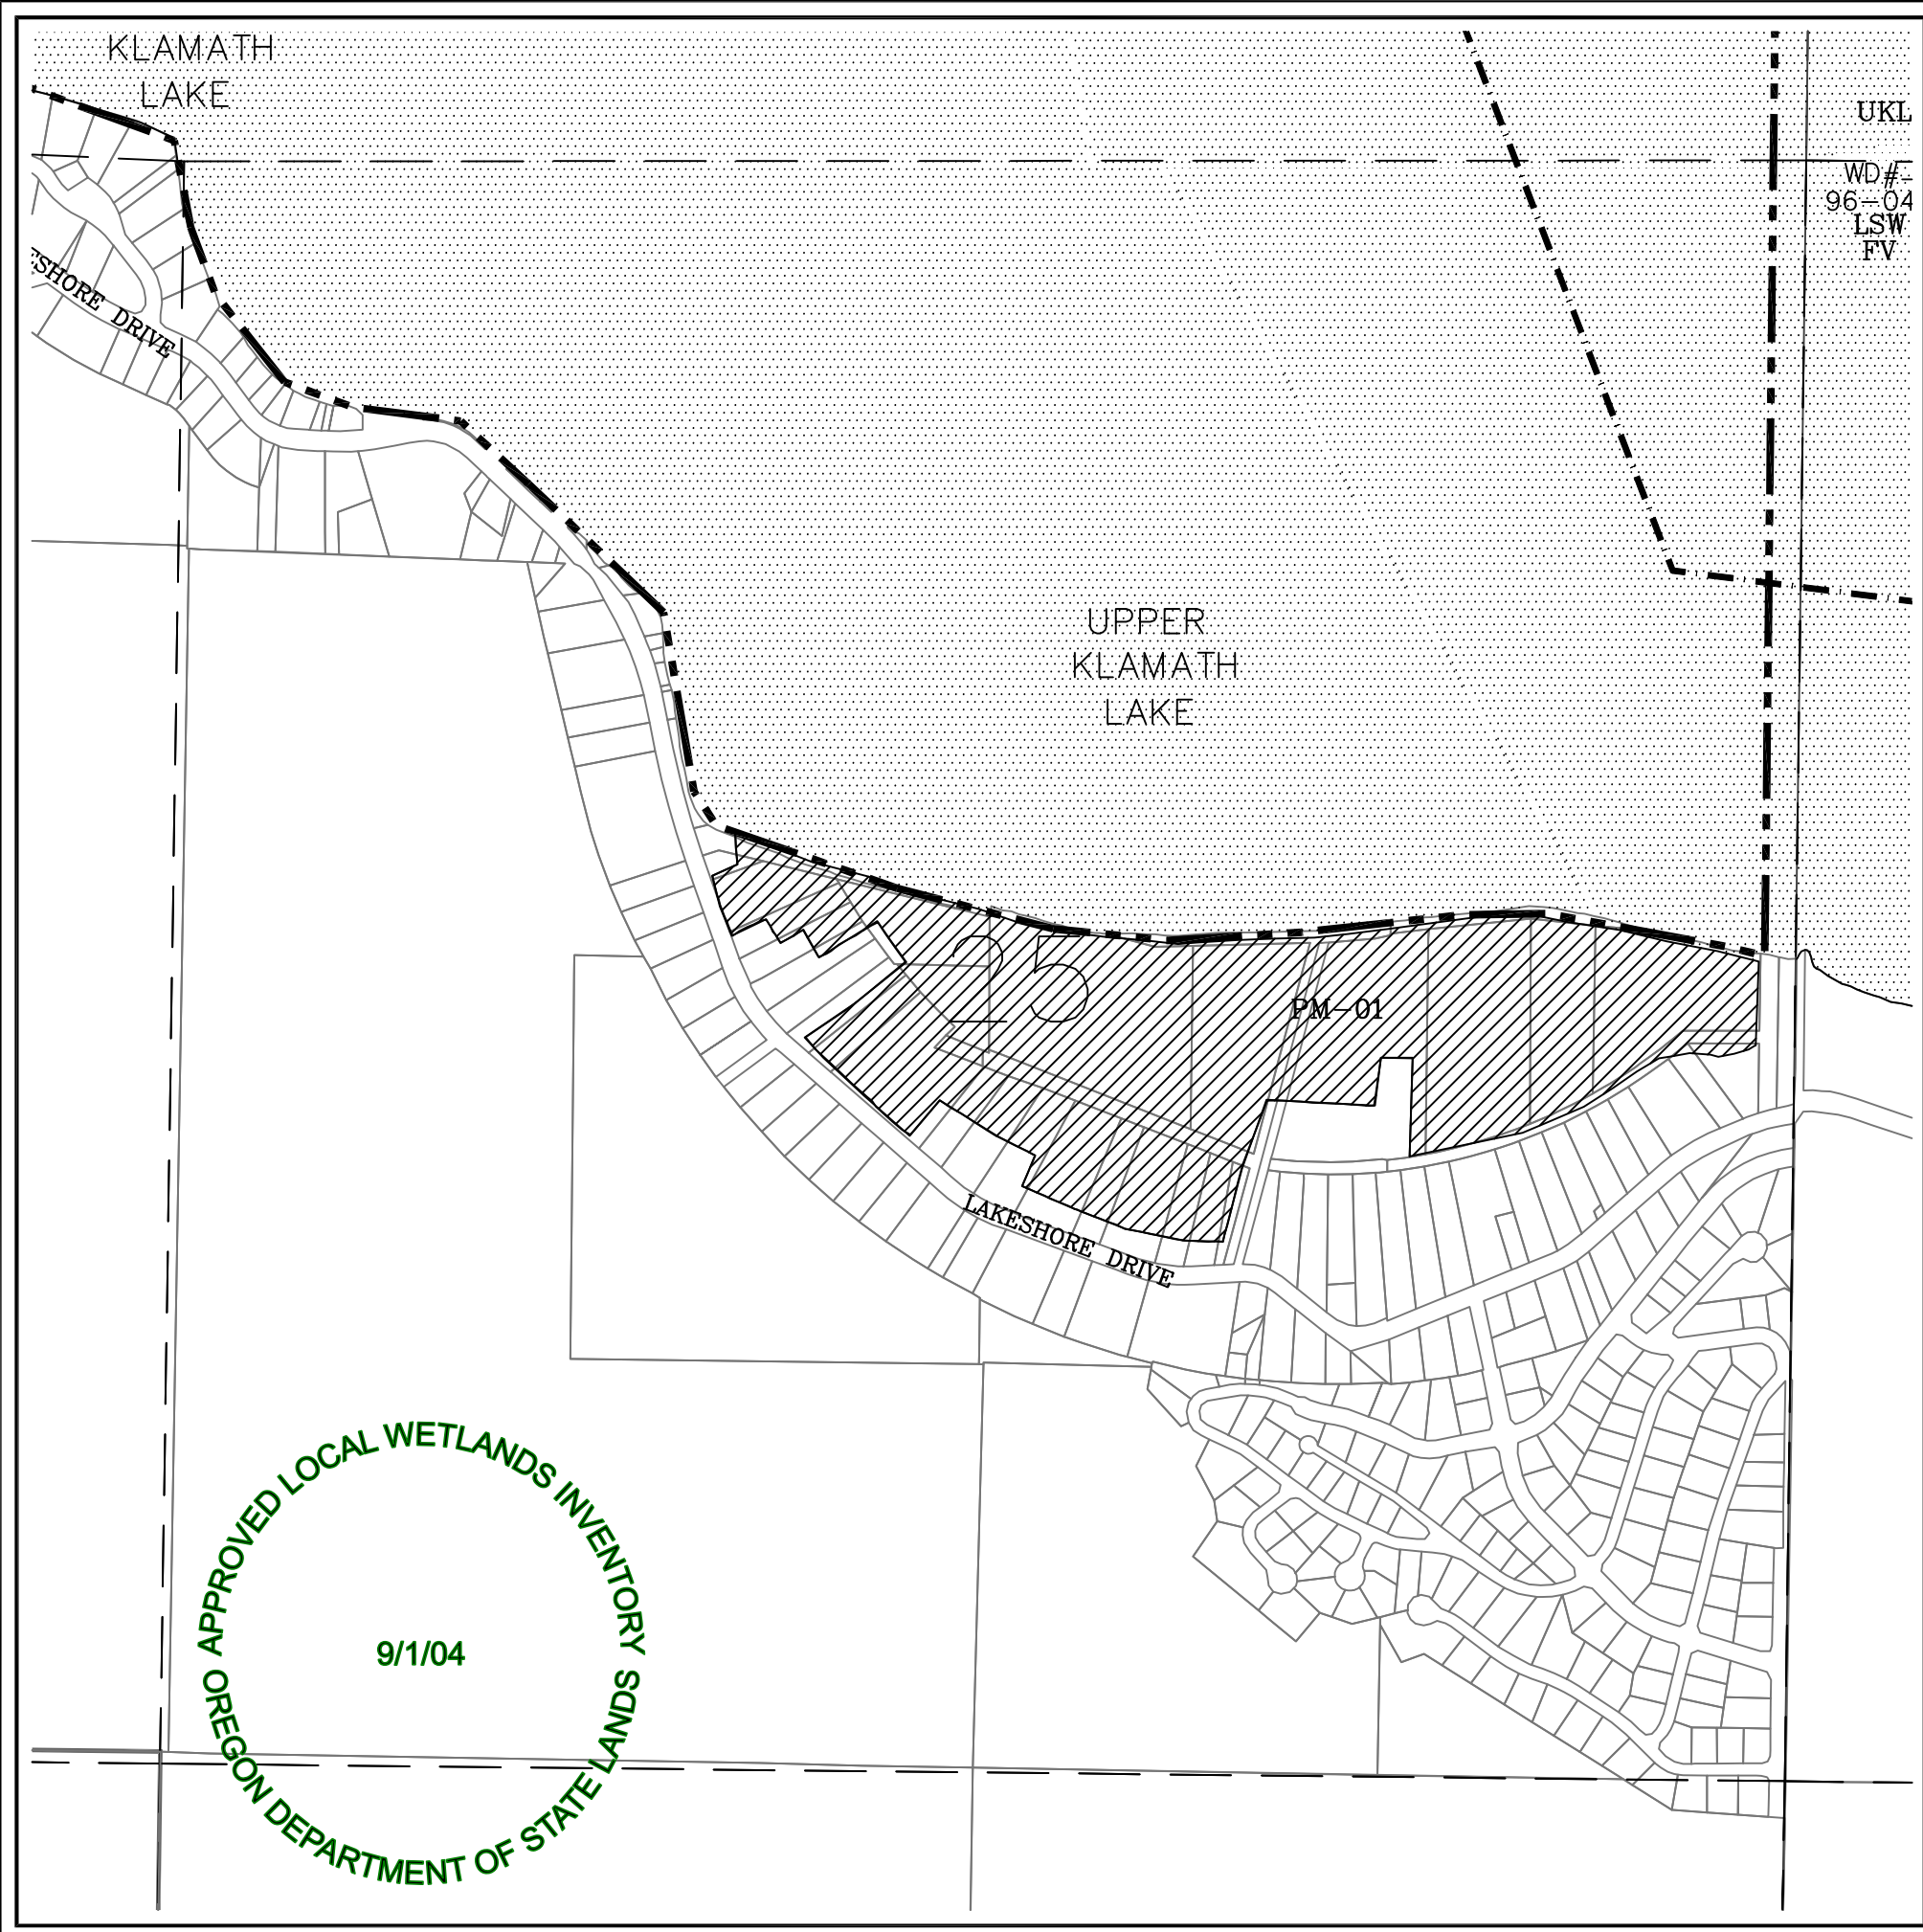 KLAMATH
LAKE
UKL
WD#-
96-04
LSW
FV
ESHORE DRIVE
UPPER
KLAMATH
LAKE
25
PM-01
LAKESHORE DRIVE
APPROVED LOCAL WETLANDS INVENTORY
9/1/04
OREGON DEPARTMENT OF STATE LANDS